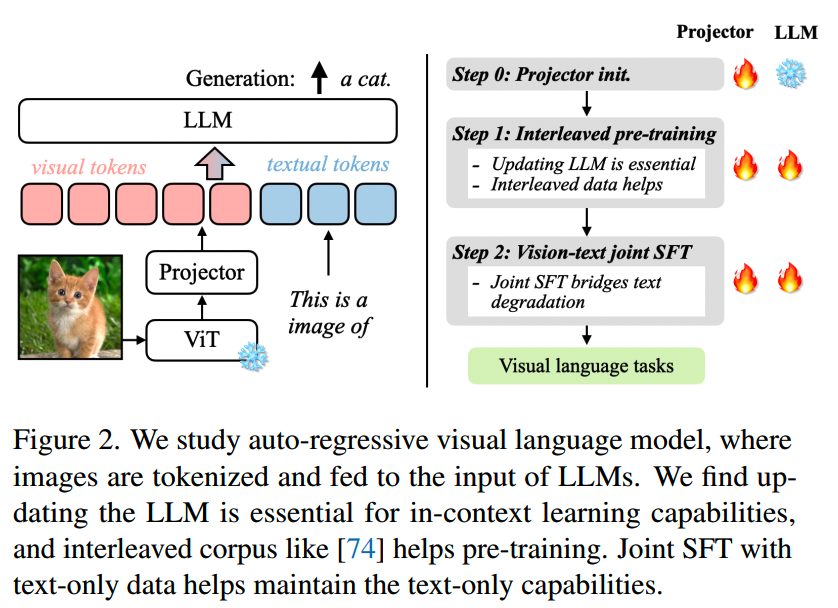 Generation: a cat.
LLM
visual tokens textual tokens
Projector
ViT
This is a
image of
Projector LLM
Step 0: Projector init.
Step 1: Interleaved pre-training
- Updating LLM is essential
- Interleaved data helps
Step 2: Vision-text joint SFT
- Joint SFT bridges text
degradation
Visual language tasks
Figure 2. We study auto-regressive visual language model, where
images are tokenized and fed to the input of LLMs. We find up-
dating the LLM is essential for in-context learning capabilities,
and interleaved corpus like [74] helps pre-training. Joint SFT with
text-only data helps maintain the text-only capabilities.